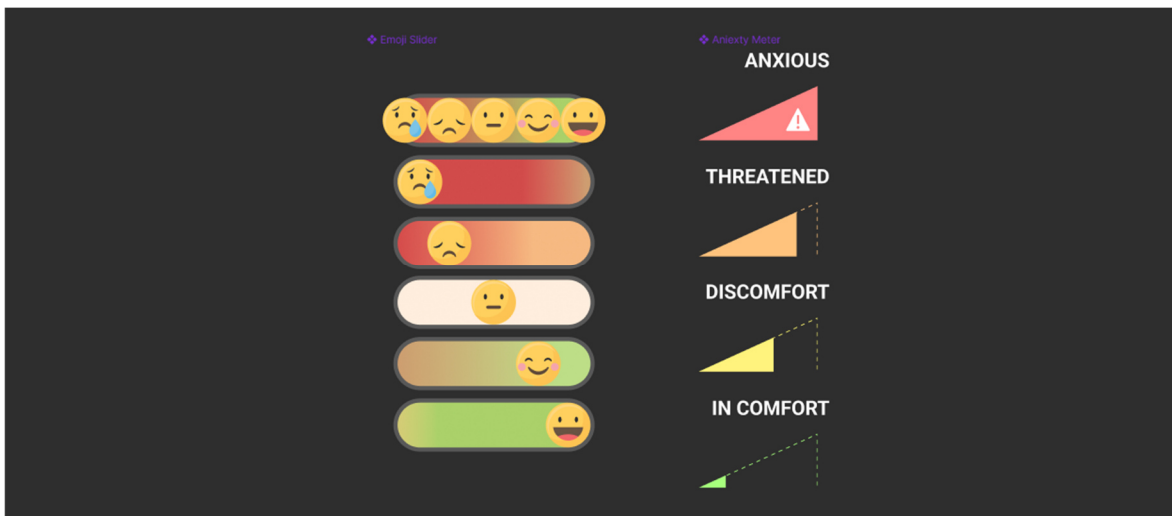 Emoji Slider
Aniexty Meter
ANXIOUS
THREATENED
DISCOMFORT
IN COMFORT